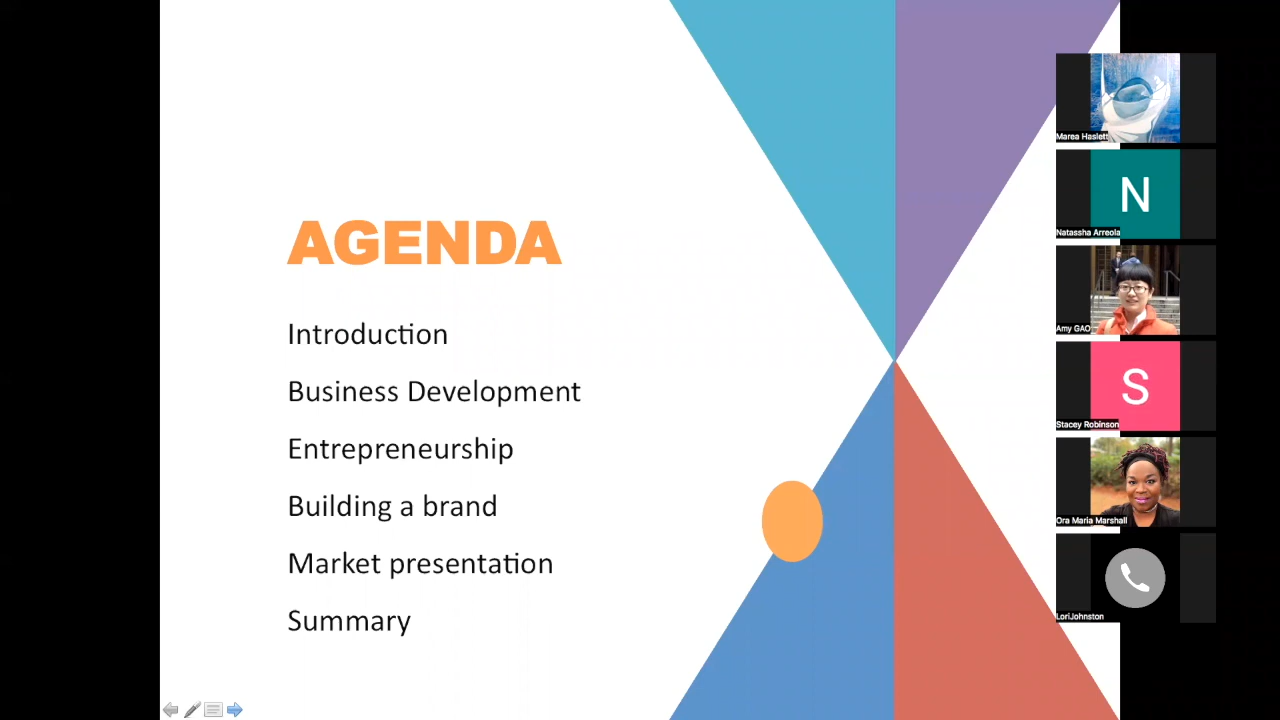 AGENDA
Introduction
Business Development
Entrepreneurship
Building a brand
Market presentation
Summary
Marea Haslett
N
Natassha Arreola
Amy GAO
S
Stacey Robinson
Ora Maria Marshall
LoriJohnston